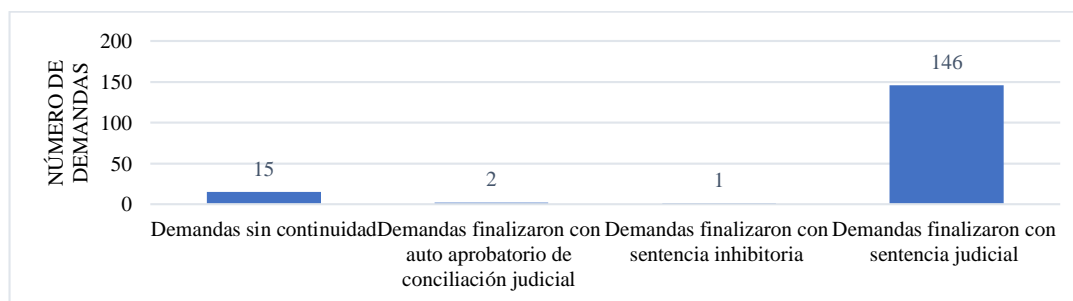 NÚMERO DE
DEMANDAS
200
150
100
50
0
15
2
1
146
Demandas sin continuidad
Demandas finalizaron con
auto aprobatorio de
conciliación judicial
Demandas finalizaron con
sentencia inhibitoria
Demandas finalizaron con
sentencia judicial